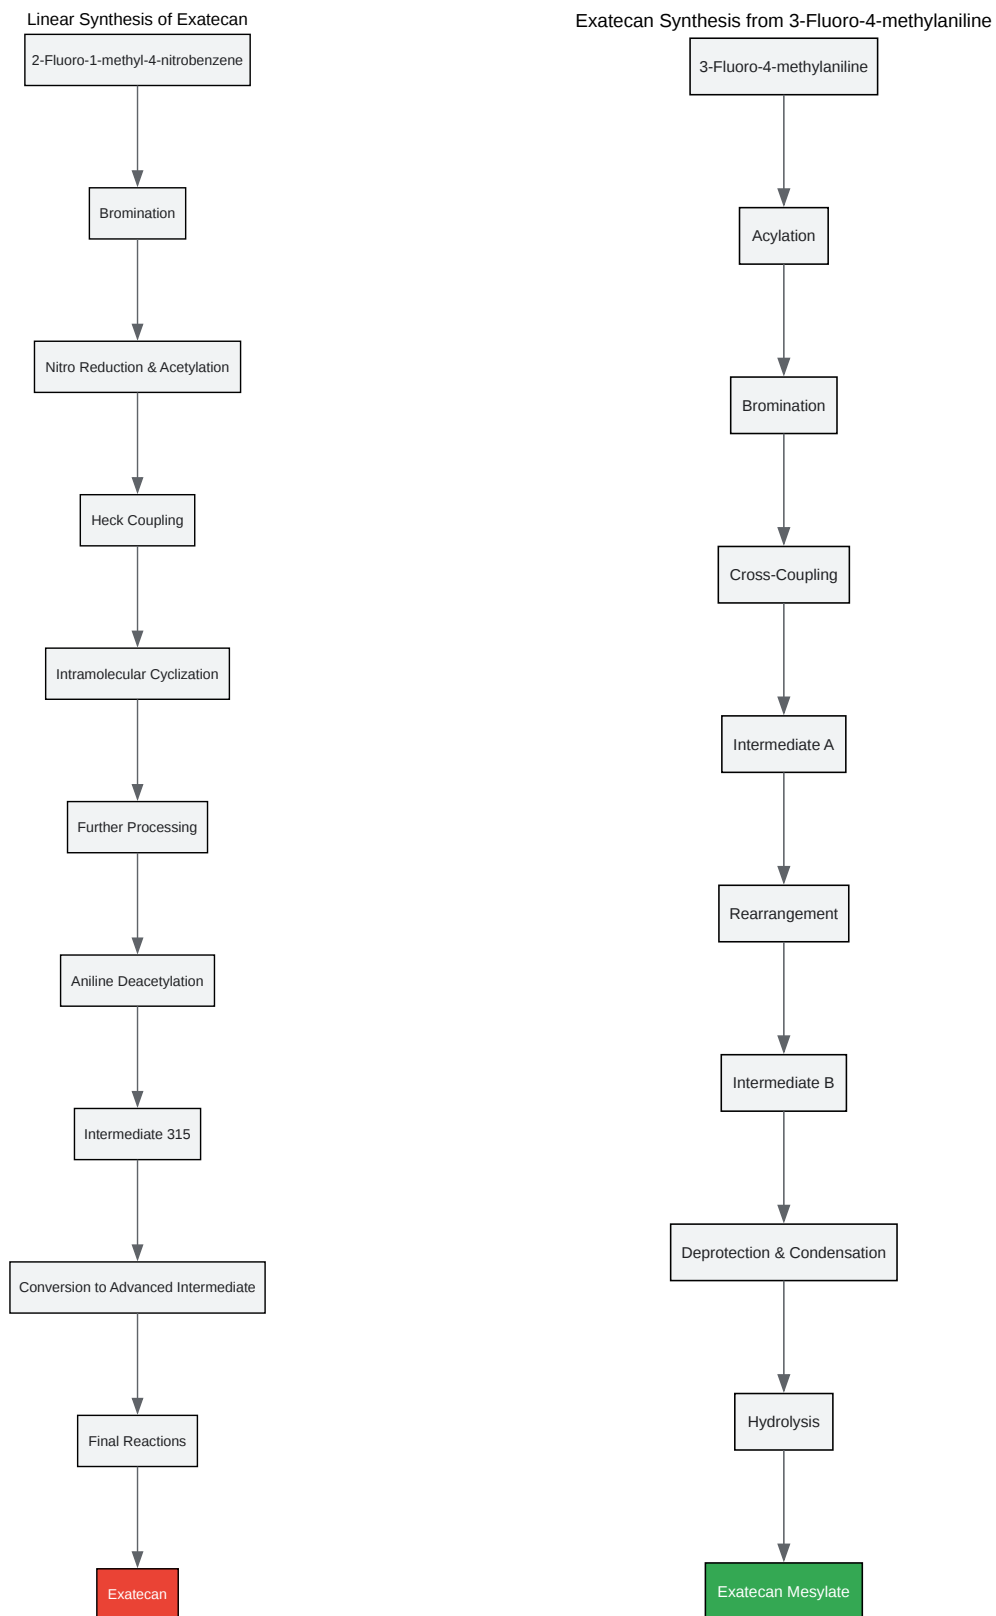 Linear Synthesis of Exatecan
2-Fluoro-1-methyl-4-nitrobenzene
Bromination
Nitro Reduction & Acetylation
Heck Coupling
Intramolecular Cyclization
Further Processing
Aniline Deacetylation
Intermediate 315
Conversion to Advanced Intermediate
Final Reactions
Exatecan
Exatecan Synthesis from 3-Fluoro-4-methylaniline
3-Fluoro-4-methylaniline
Acylation
Bromination
Cross-Coupling
Intermediate A
Rearrangement
Intermediate B
Deprotection & Condensation
Hydrolysis
Exatecan Mesylate